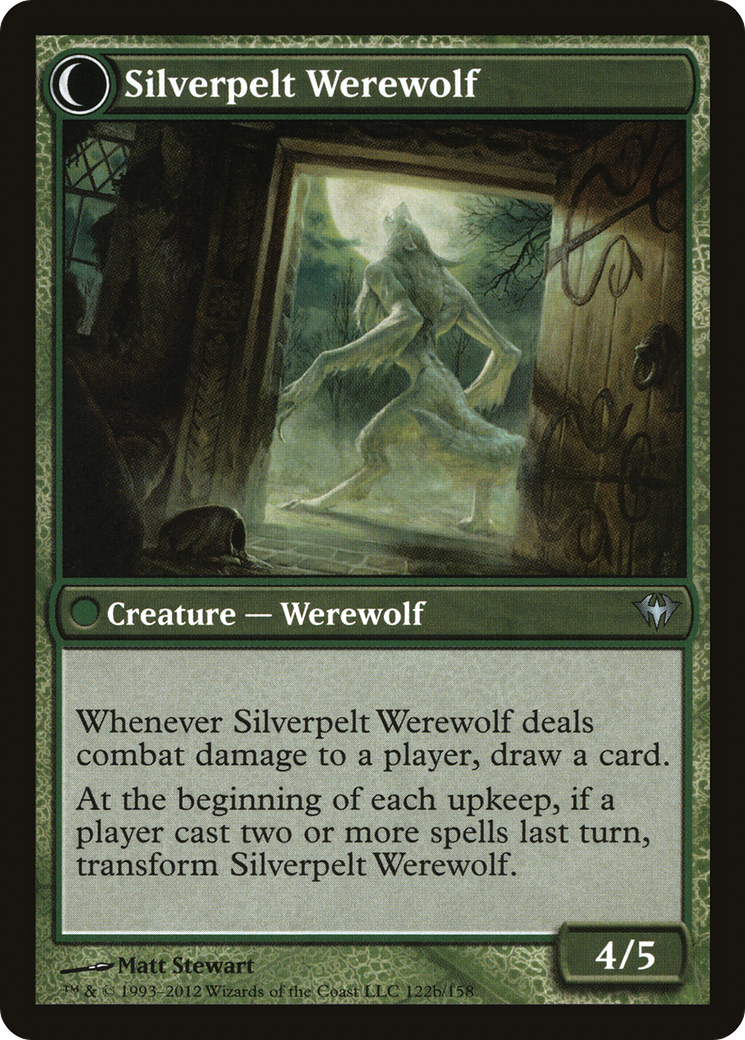 Silverpelt Werewolf
Creature — Werewolf
Whenever Silverpelt Werewolf deals
combat damage to a player, draw a card.
At the beginning of each upkeep, if a
player cast two or more spells last turn,
transform Silverpelt Werewolf.
4/5
Matt Stewart
™ & © 1993–2012 Wizards of the Coast LLC 122b/158